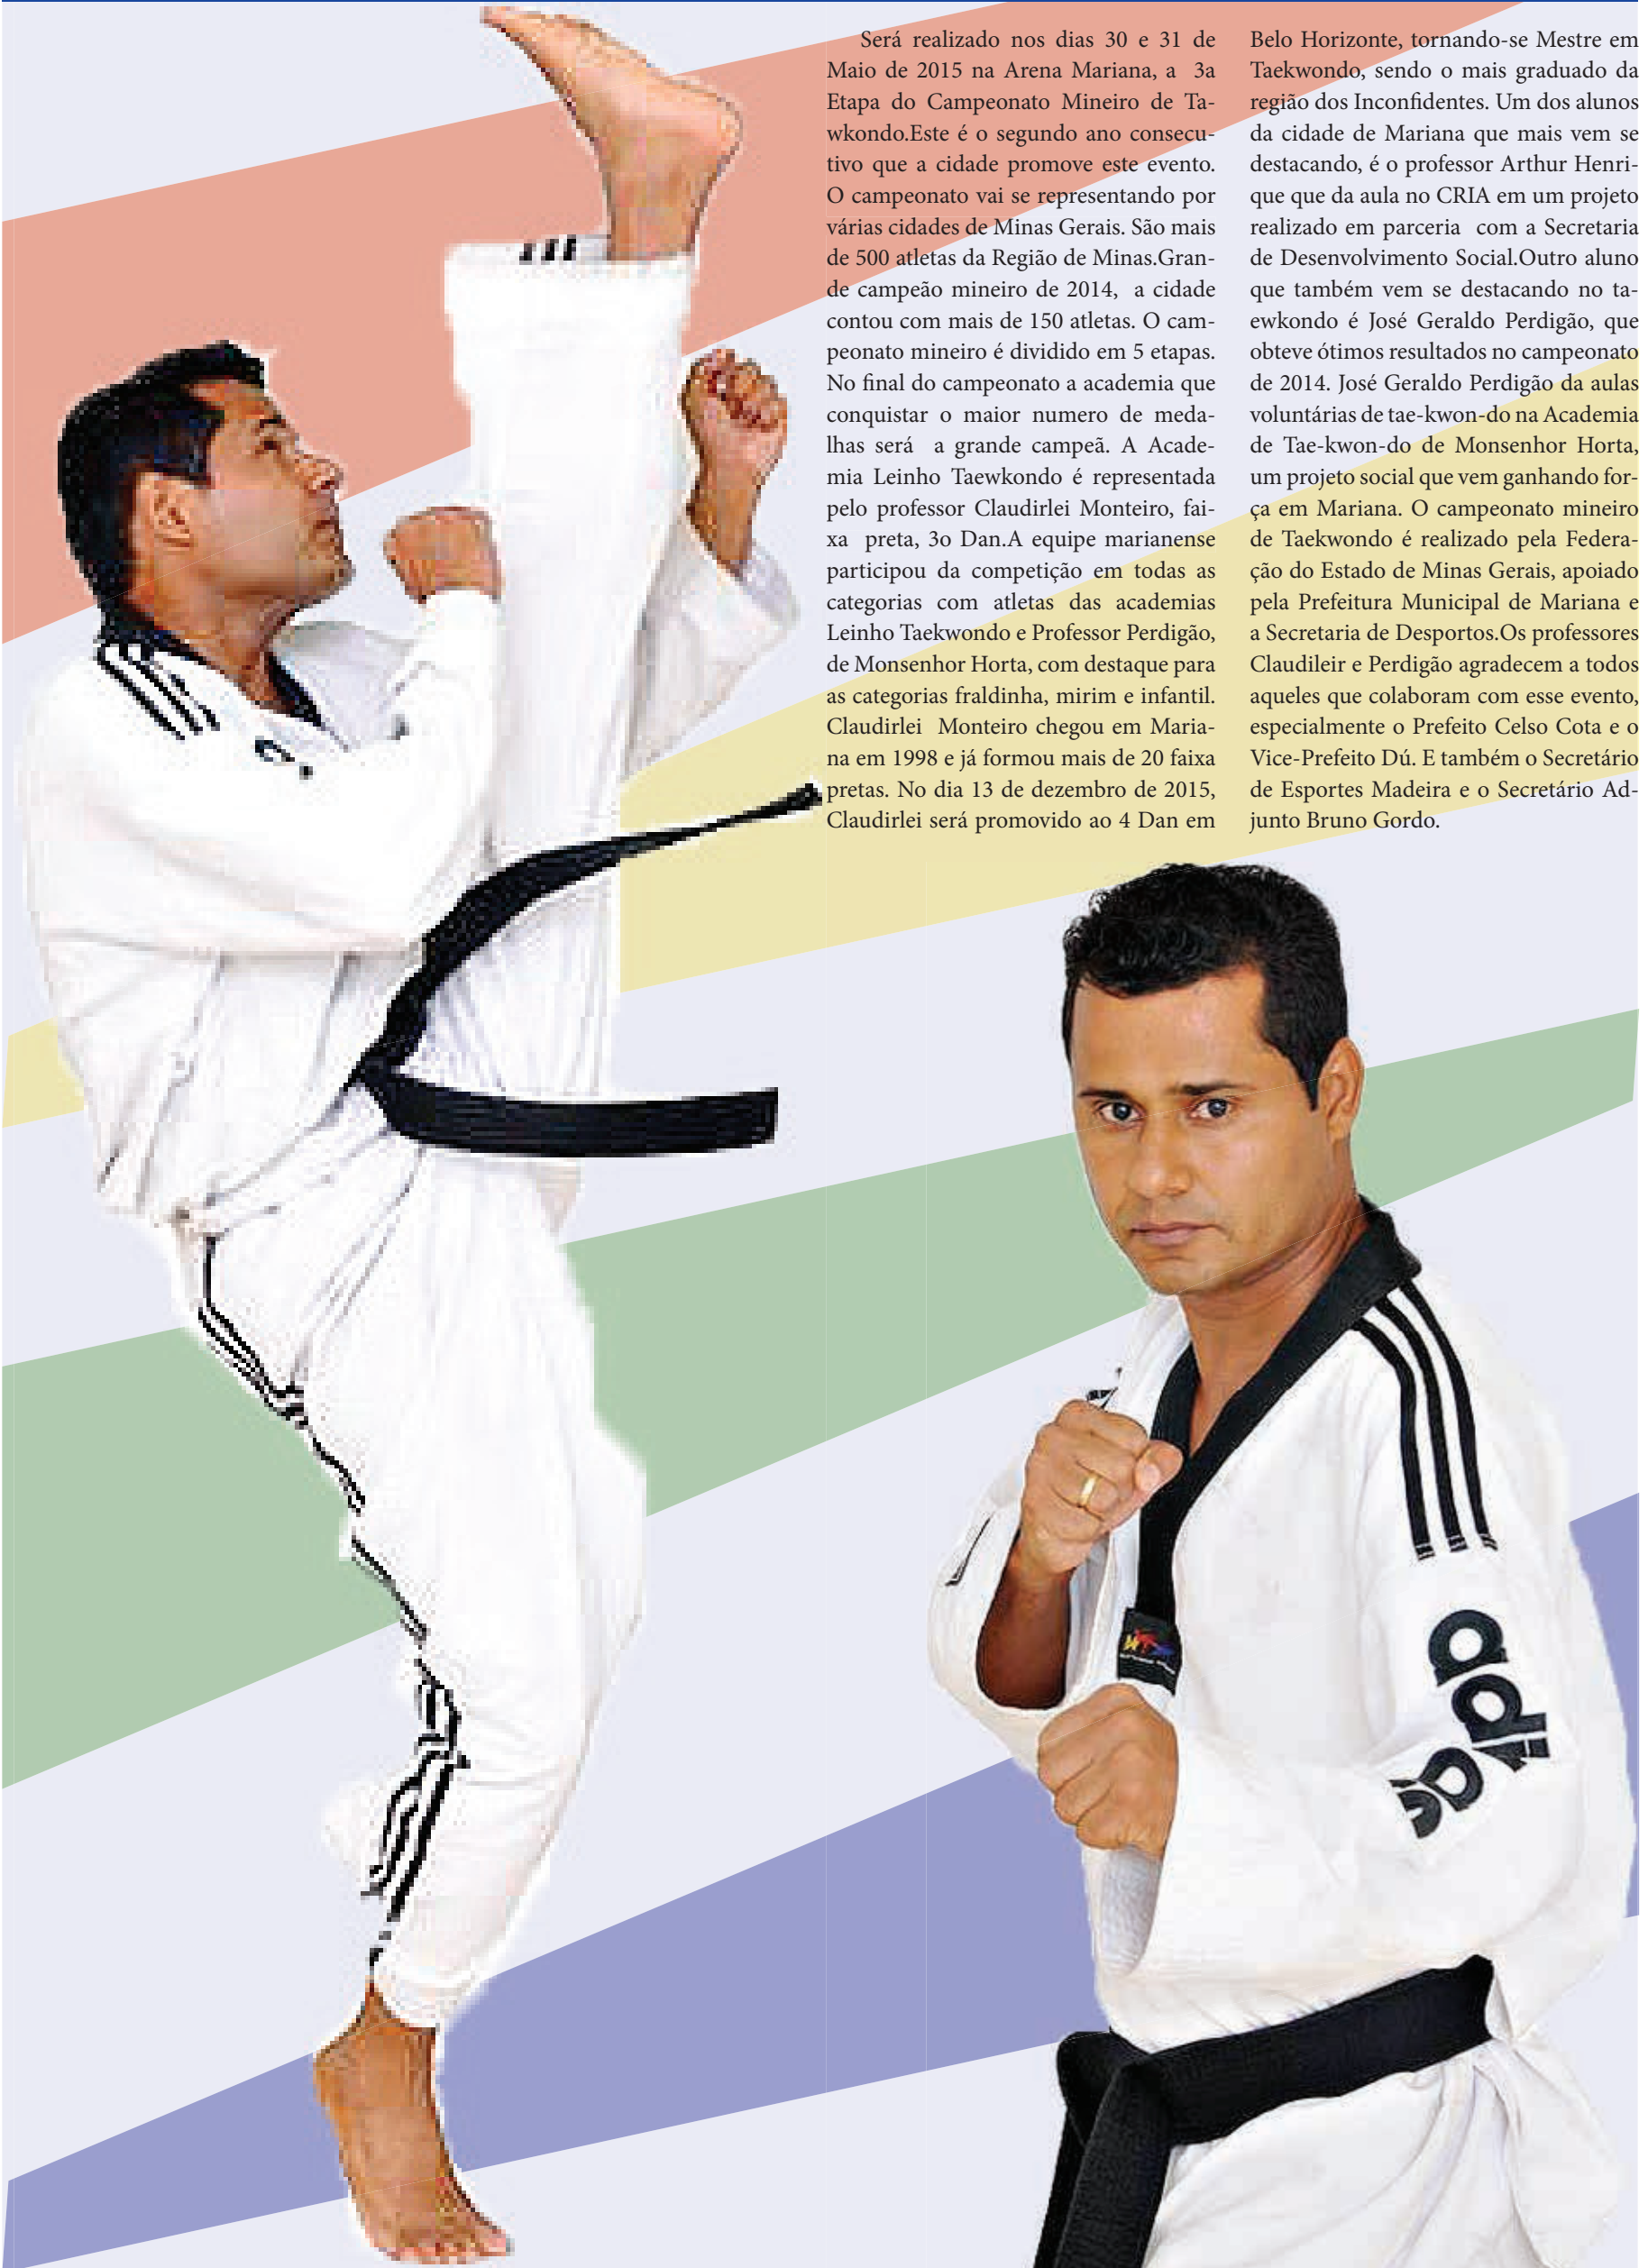 Será realizado nos dias 30 e 31 de
Maio de 2015 na Arena Mariana, a 3a
Etapa do Campeonato Mineiro de Ta-
wkondo.Este é o segundo ano consecu-
tivo que a cidade promove este evento.
O campeonato vai se representando por
várias cidades de Minas Gerais. São mais
de 500 atletas da Região de Minas.Gran-
de campeão mineiro de 2014, a cidade
contou com mais de 150 atletas. O cam-
peonato mineiro é dividido em 5 etapas.
No final do campeonato a academia que
conquistar o maior numero de meda-
lhas será a grande campeã. A Acade-
mia Leinho Taewkondo é representada
pelo professor Claudirlei Monteiro, fai-
xa preta, 3o Dan.A equipe marianense
participou da competição em todas as
categorias com atletas das academias
Leinho Taekwondo e Professor Perdigão,
de Monsenhor Horta, com destaque para
as categorias fraldinha, mirim e infantil.
Claudirlei Monteiro chegou em Maria-
na em 1998 e já formou mais de 20 faixa
pretas. No dia 13 de dezembro de 2015,
Claudirlei será promovido ao 4 Dan em
Belo Horizonte, tornando-se Mestre em
Taekwondo, sendo o mais graduado da
região dos Inconfidentes. Um dos alunos
da cidade de Mariana que mais vem se
destacando, é o professor Arthur Henri-
que que da aula no CRIA em um projeto
realizado em parceria com a Secretaria
de Desenvolvimento Social.Outro aluno
que também vem se destacando no ta-
ewkondo é José Geraldo Perdigão, que
obteve ótimos resultados no campeonato
de 2014. José Geraldo Perdigão da aulas
voluntárias de tae-kwon-do na Academia
de Tae-kwon-do de Monsenhor Horta,
um projeto social que vem ganhando for-
ça em Mariana. O campeonato mineiro
de Taekwondo é realizado pela Federa-
ção do Estado de Minas Gerais, apoiado
pela Prefeitura Municipal de Mariana e
a Secretaria de Desportos.Os professores
Claudileir e Perdigão agradecem a todos
aqueles que colaboram com esse evento,
especialmente o Prefeito Celso Cota e o
Vice-Prefeito Dú. E também o Secretário
de Esportes Madeira e o Secretário Ad-
junto Bruno Gordo.
adidas